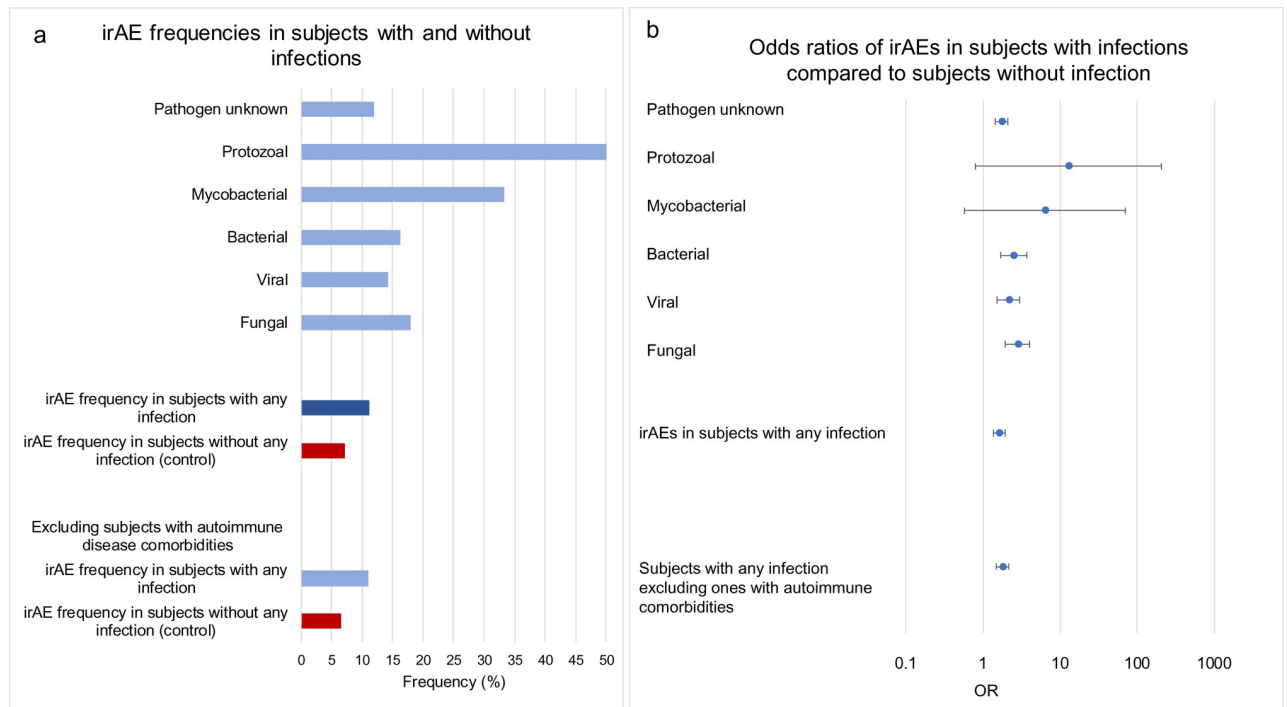 a
irAE frequencies in subjects with and without
infections
Pathogen unknown
Protozoal
Mycobacterial
Bacterial
Viral
Fungal
irAE frequency in subjects with any
infection
irAE frequency in subjects without any
infection (control)
Excluding subjects with autoimmune
disease comorbidities
irAE frequency in subjects with any
infection
irAE frequency in subjects without any
infection (control)
0 5 10 15 20 25 30 35 40 45 50
Frequency (%)
b
Odds ratios of irAEs in subjects with infections
compared to subjects without infection
Pathogen unknown
Protozoal
Mycobacterial
Bacterial
Viral
Fungal
irAEs in subjects with any infection
Subjects with any infection
excluding ones with autoimmune
comorbidities
0.1 1 10 100 1000
OR